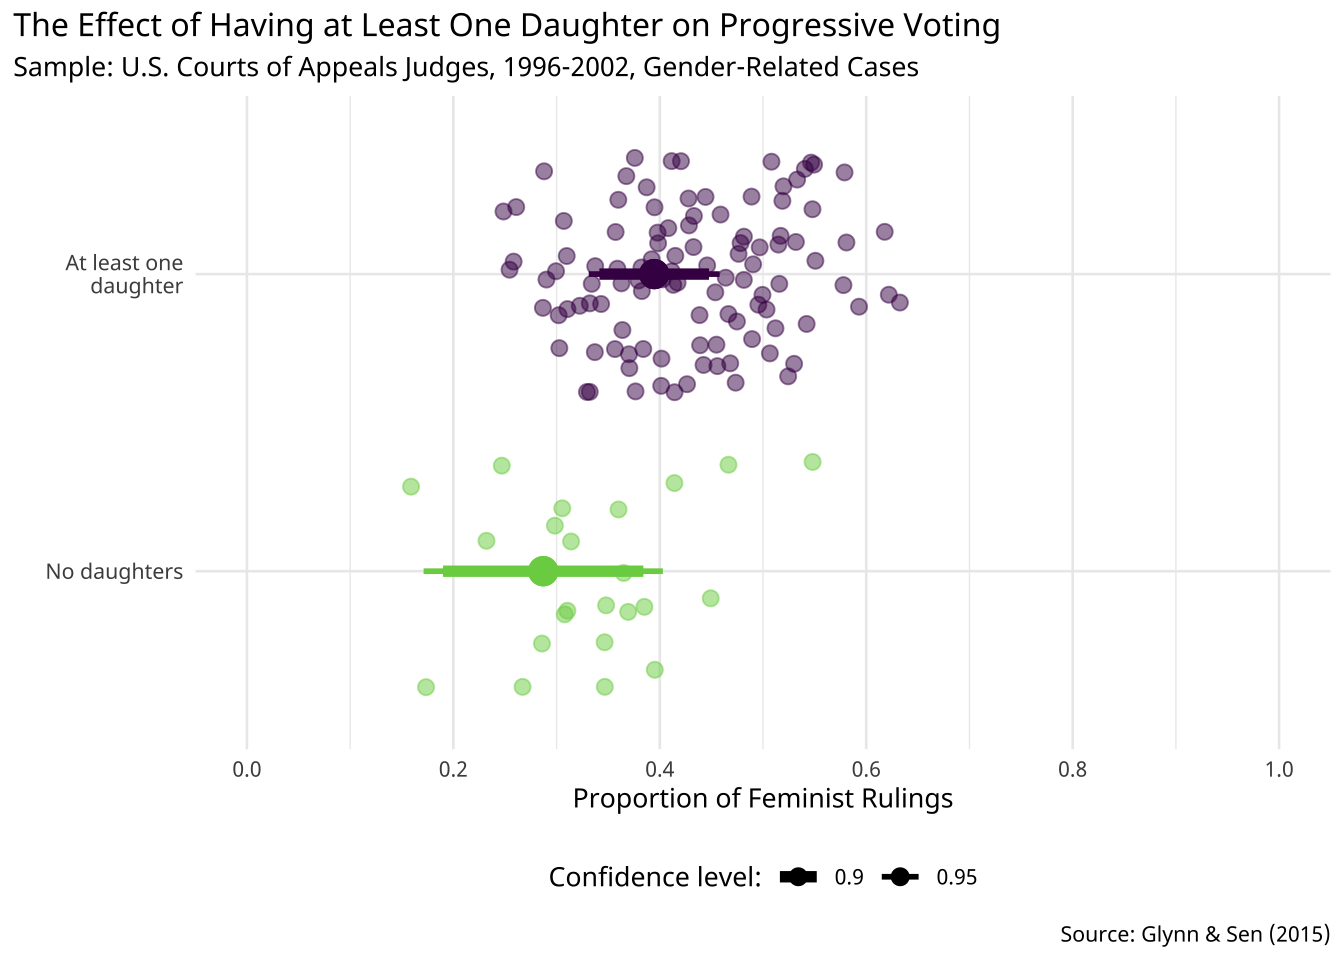 The Effect of Having at Least One Daughter on Progressive Voting
Sample: U.S. Courts of Appeals Judges, 1996-2002, Gender-Related Cases
At least one
daughter
No daughters
0.0 0.2 0.4 0.6 0.8 1.0
Proportion of Feminist Rulings
Confidence level: 0.9 0.95
Source: Glynn & Sen (2015)